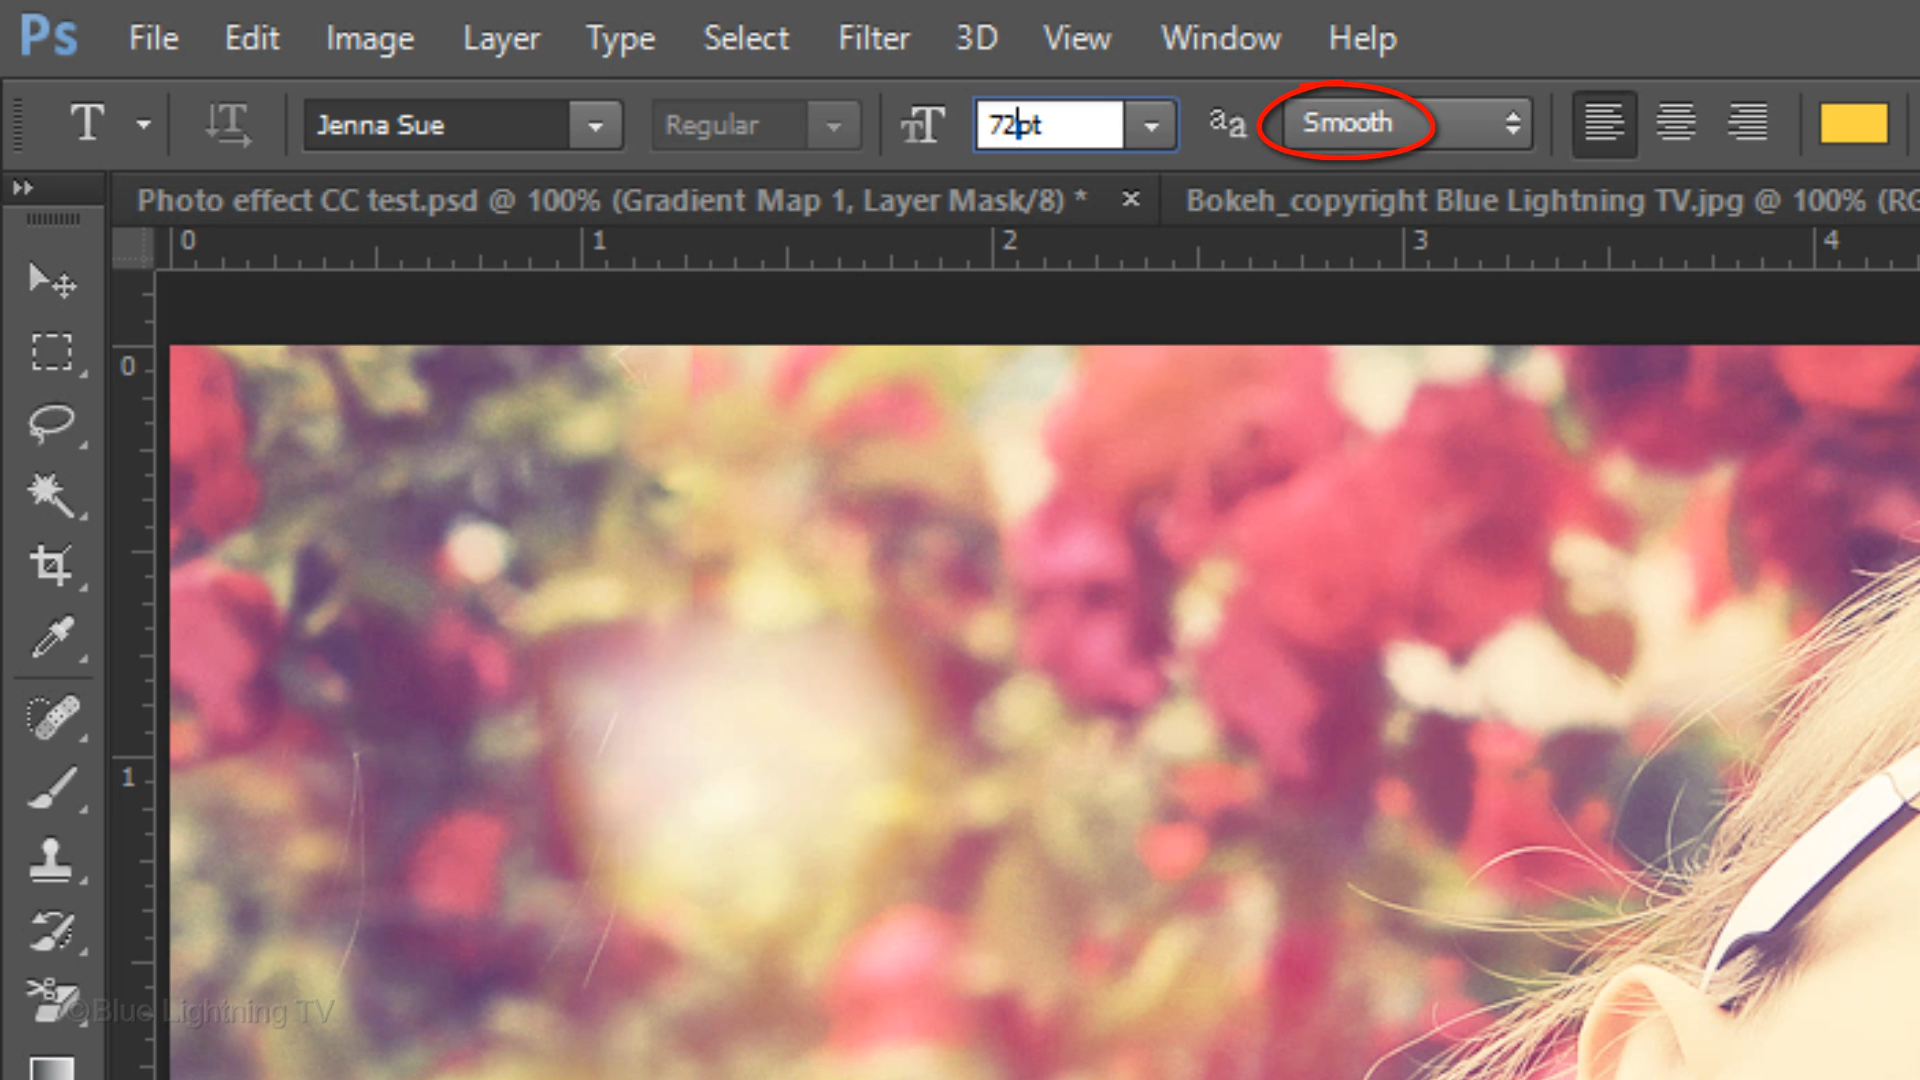 Ps File Edit Image Layer Type Select Filter 3D View Window Help
T Jenna Sue Regular 72pt Smooth
Photo effect CC test.psd @ 100% (Gradient Map 1, Layer Mask/8) * × Bokeh_copyright Blue Lightning TV.jpg @ 100% (RG
0 1 2 3 4
0
1
©Blue Lightning TV